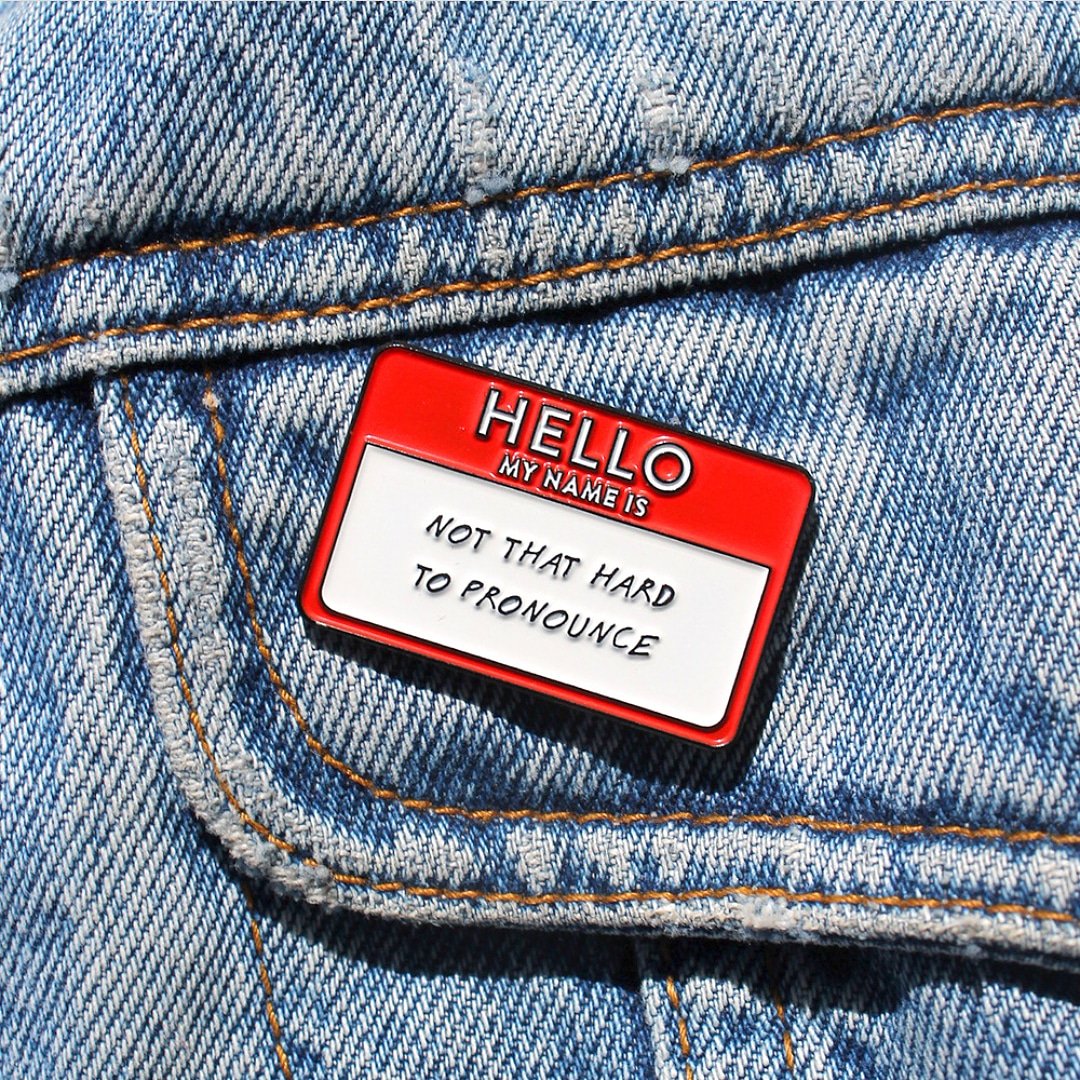 HELLO
MY NAME IS
NOT THAT HARD
TO PRONOUNCE